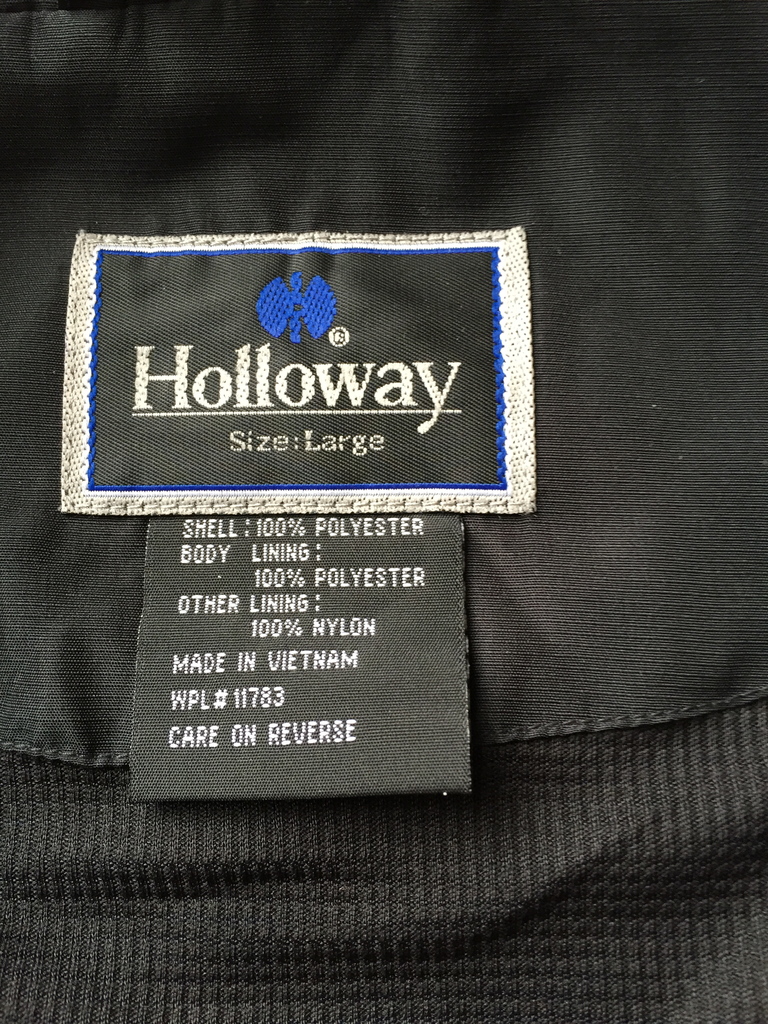 ®
Holloway
Size:Large
SHELL:100% POLYESTER
BODY LINING:
100% POLYESTER
OTHER LINING:
100% NYLON
MADE IN VIETNAM
WPL# 11783
CARE ON REVERSE